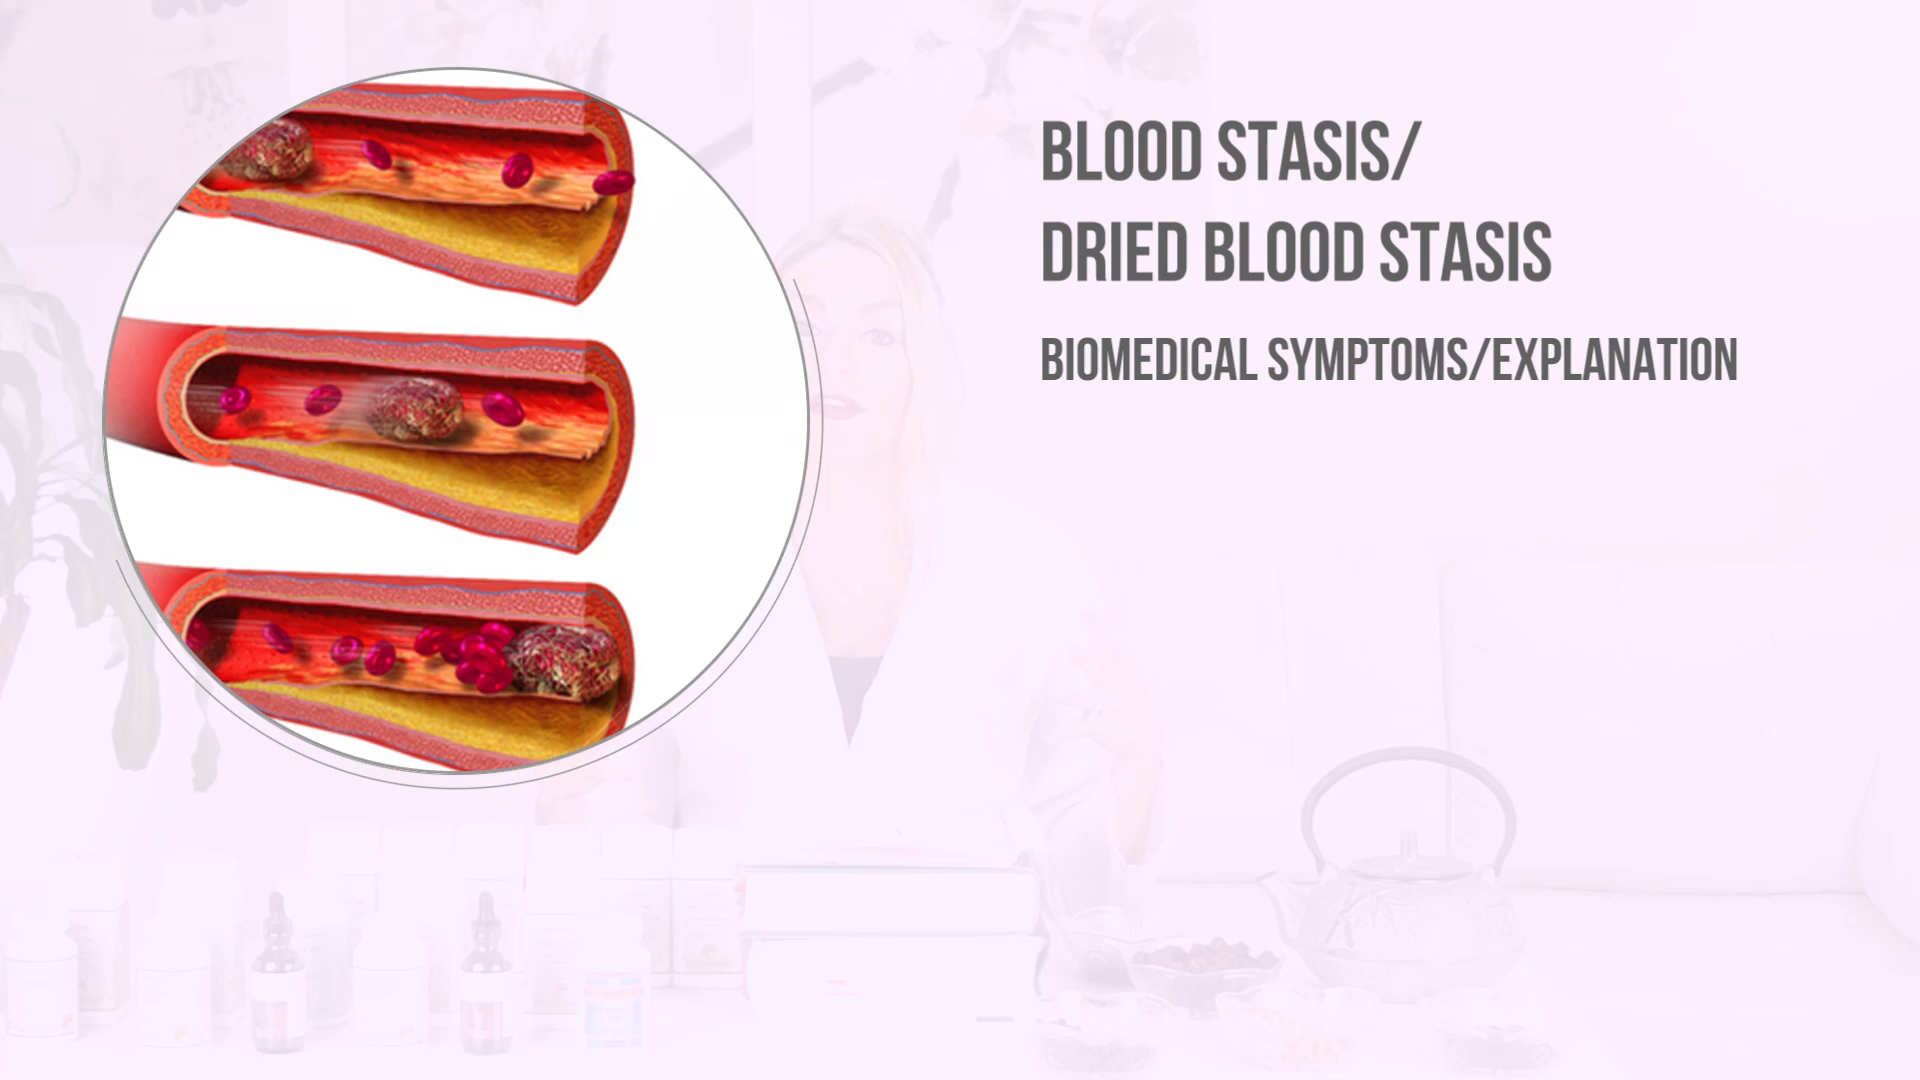 BLOOD STASIS/
DRIED BLOOD STASIS
BIOMEDICAL SYMPTOMS/EXPLANATION